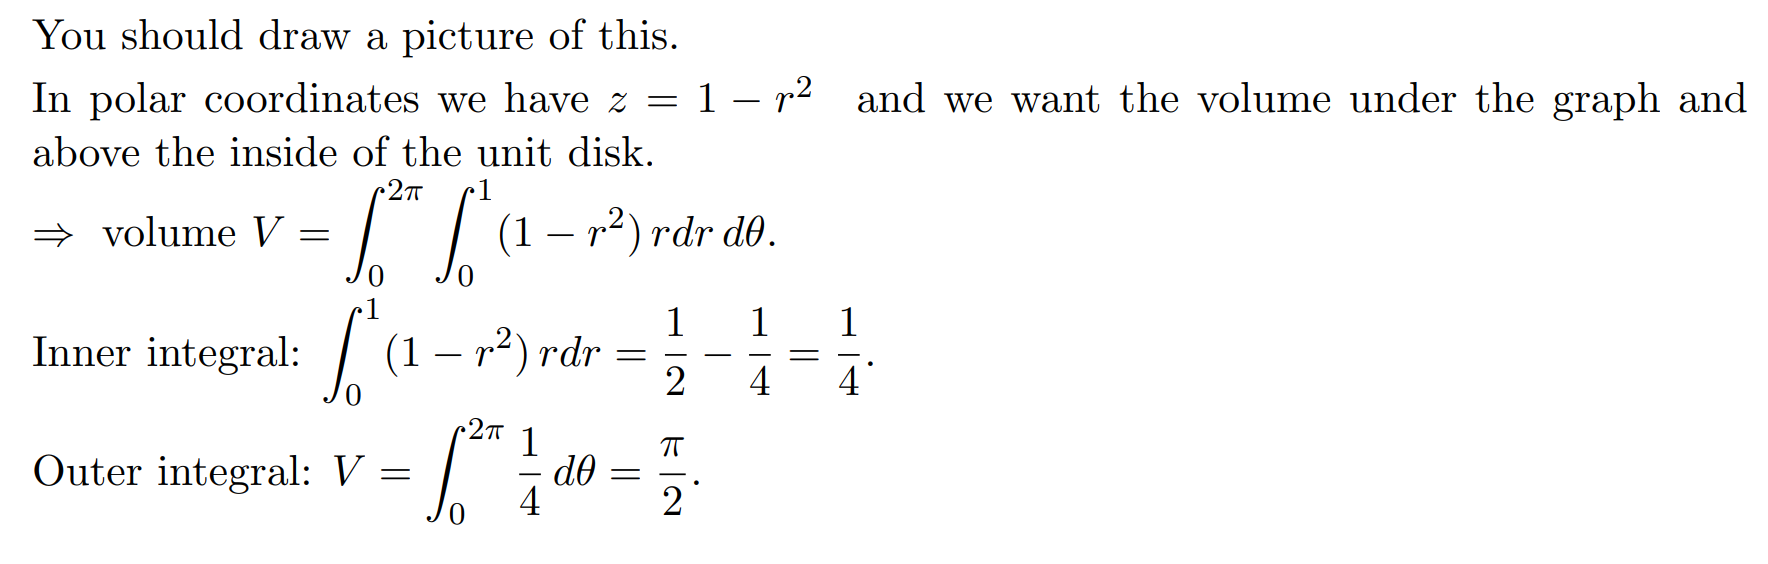 You should draw a picture of this.
In polar coordinates we have z = 1 − r² and we want the volume under the graph and
above the inside of the unit disk.
⇒ volume V = ∫₀^{2π} ∫₀^{1} (1 − r²) rdr dθ.
Inner integral: ∫₀^{1} (1 − r²) rdr = 1/2 − 1/4 = 1/4.
Outer integral: V = ∫₀^{2π} 1/4 dθ = π/2.